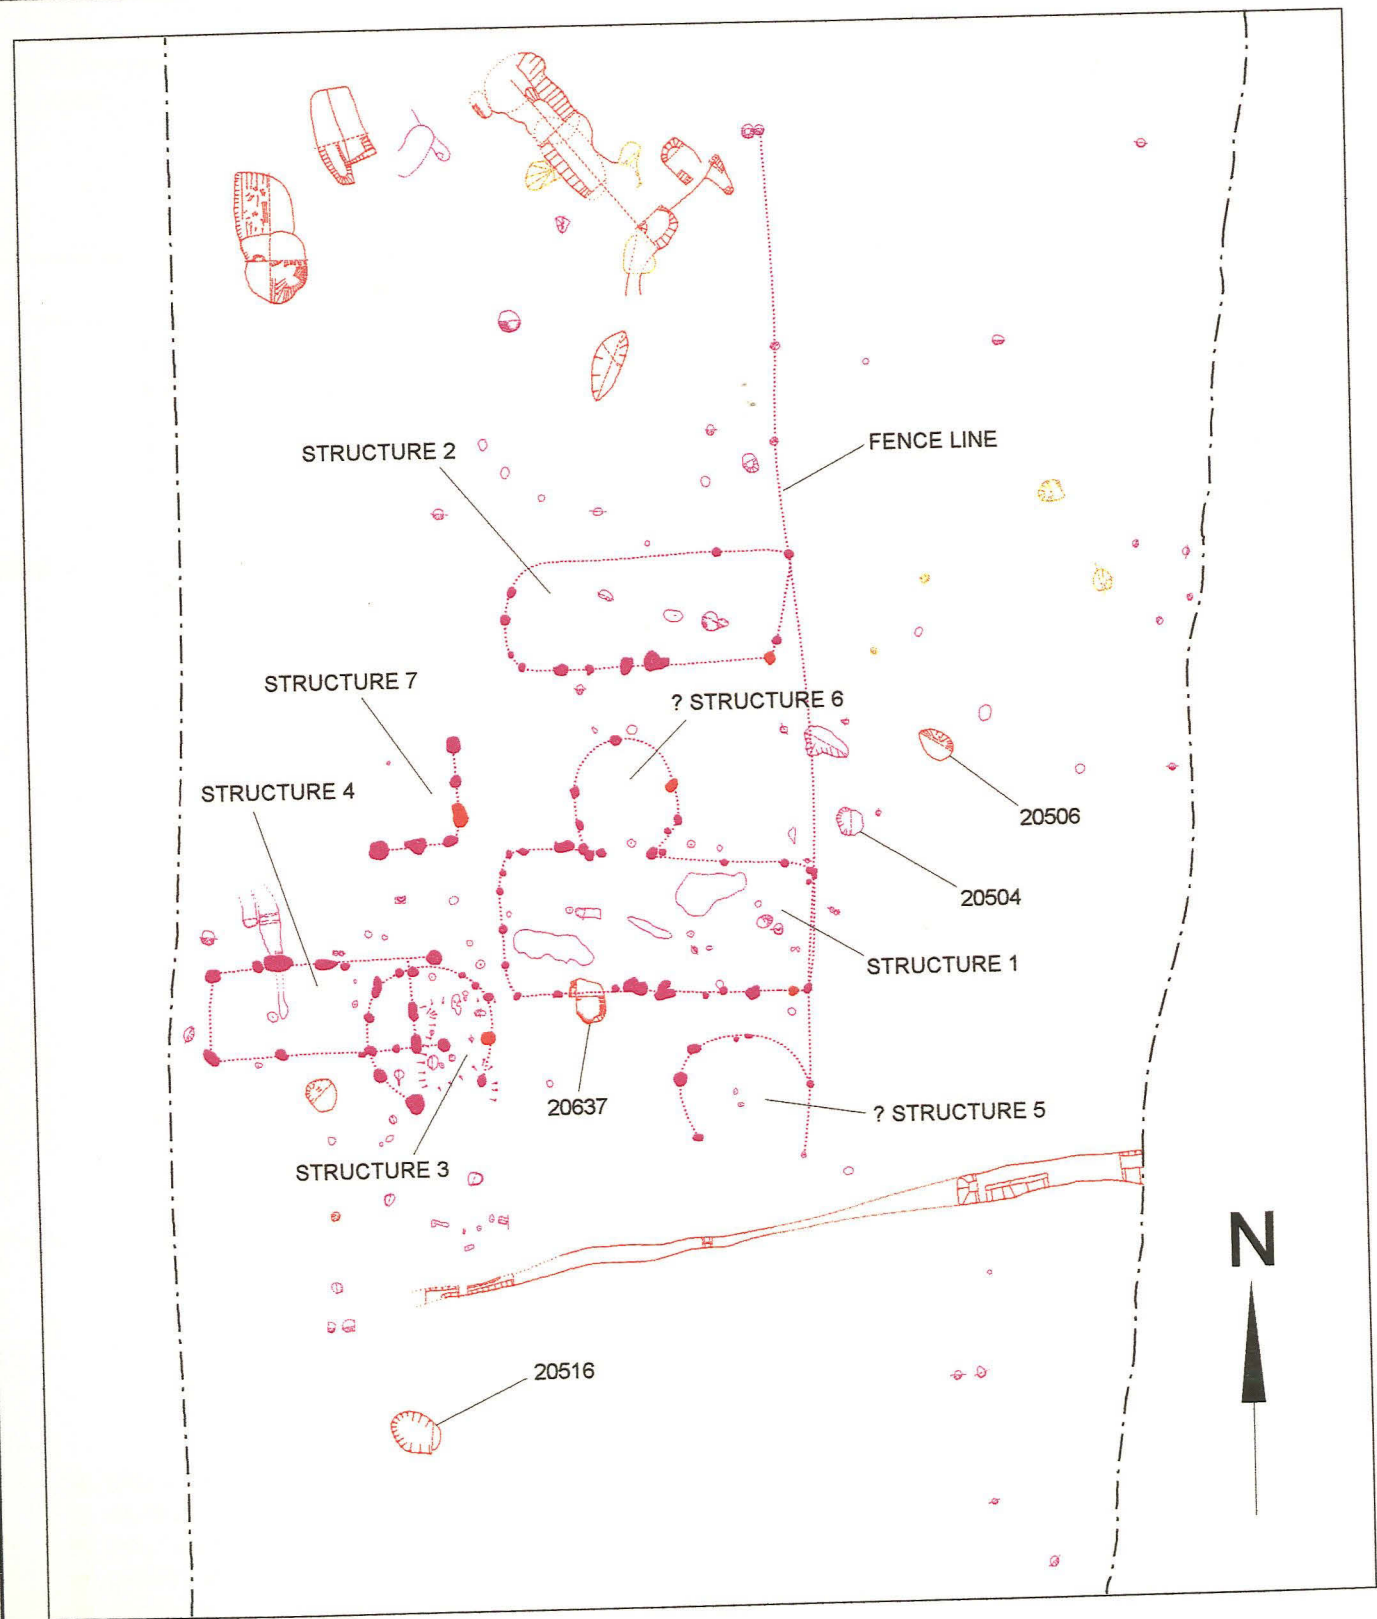 FENCE LINE
STRUCTURE 2
STRUCTURE 7
? STRUCTURE 6
STRUCTURE 4
20506
20504
STRUCTURE 1
20637
? STRUCTURE 5
STRUCTURE 3
N
20516